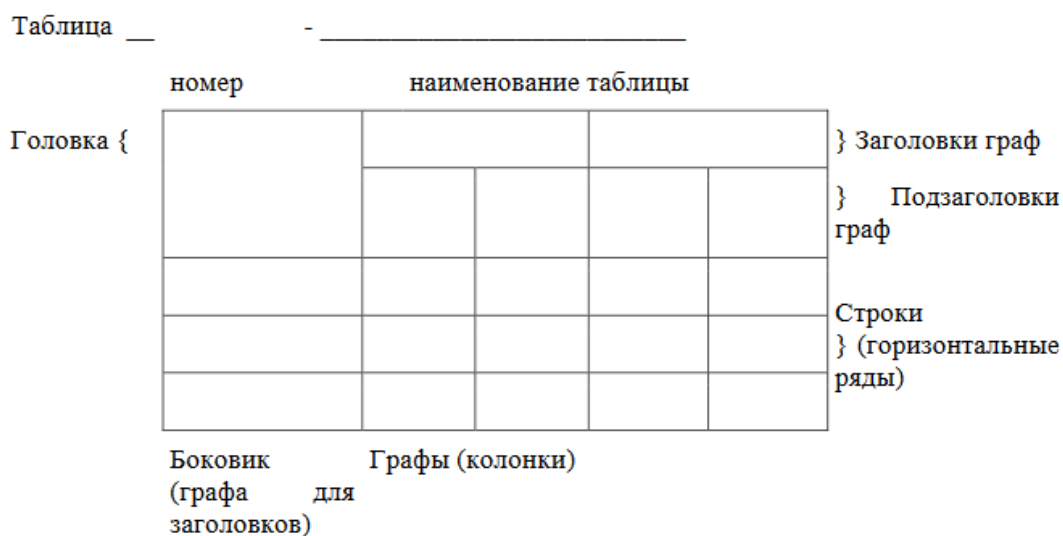 Таблица __ - ____________________________
номер наименование таблицы
Головка {
} Заголовки граф
} Подзаголовки
граф
Строки
} (горизонтальные
ряды)
Боковик Графы (колонки)
(графа для
заголовков)